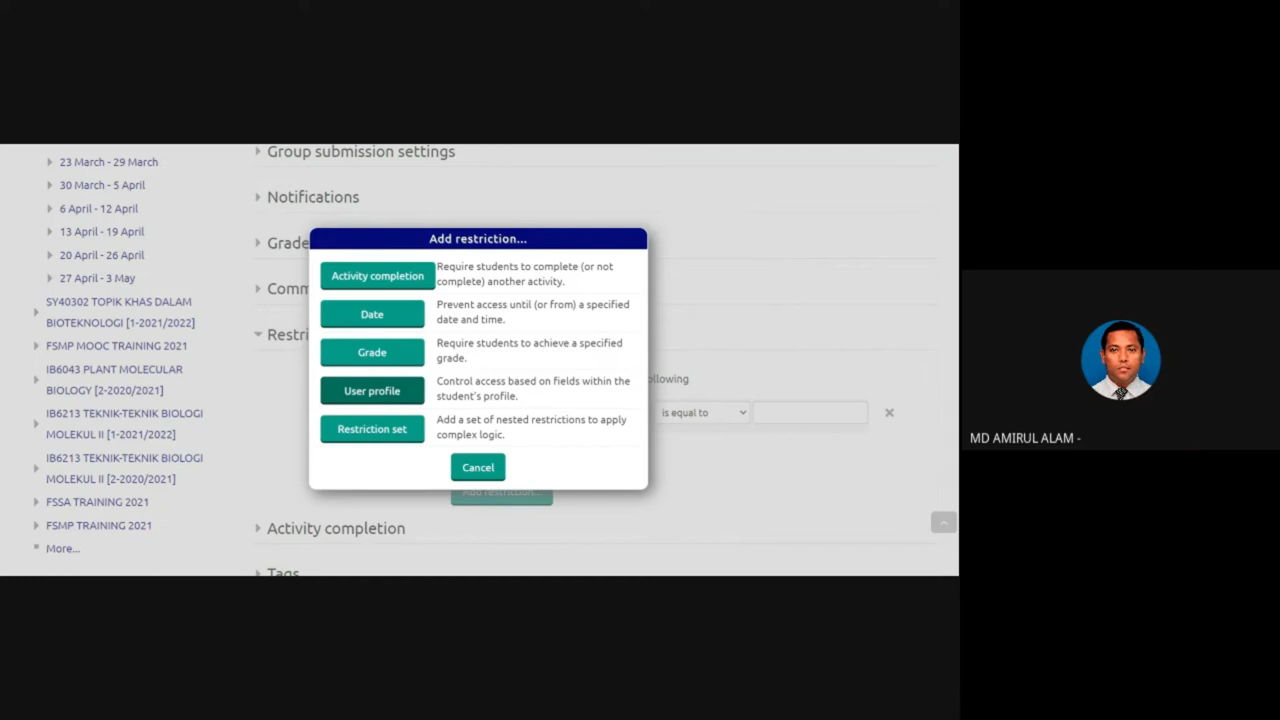 23 March - 29 March
30 March - 5 April
6 April - 12 April
13 April - 19 April
20 April - 26 April
27 April - 3 May
SY40302 TOPIK KHAS DALAM
BIOTEKNOLOGI [1-2021/2022]
FSMP MOOC TRAINING 2021
IB6043 PLANT MOLECULAR
BIOLOGY [2-2020/2021]
IB6213 TEKNIK-TEKNIK BIOLOGI
MOLEKUL II [1-2021/2022]
IB6213 TEKNIK-TEKNIK BIOLOGI
MOLEKUL II [2-2020/2021]
FSSA TRAINING 2021
FSMP TRAINING 2021
More...
Group submission settings
Notifications
Grade
Comm
Restri
Add restriction...
Activity completion
Require students to complete (or not
complete) another activity.
Date
Prevent access until (or from) a specified
date and time.
Grade
Require students to achieve a specified
grade.
User profile
Control access based on fields within the
student's profile.
Restriction set
Add a set of nested restrictions to apply
complex logic.
Cancel
ollowing
is equal to
Add restriction...
Activity completion
Tags
MD AMIRUL ALAM -